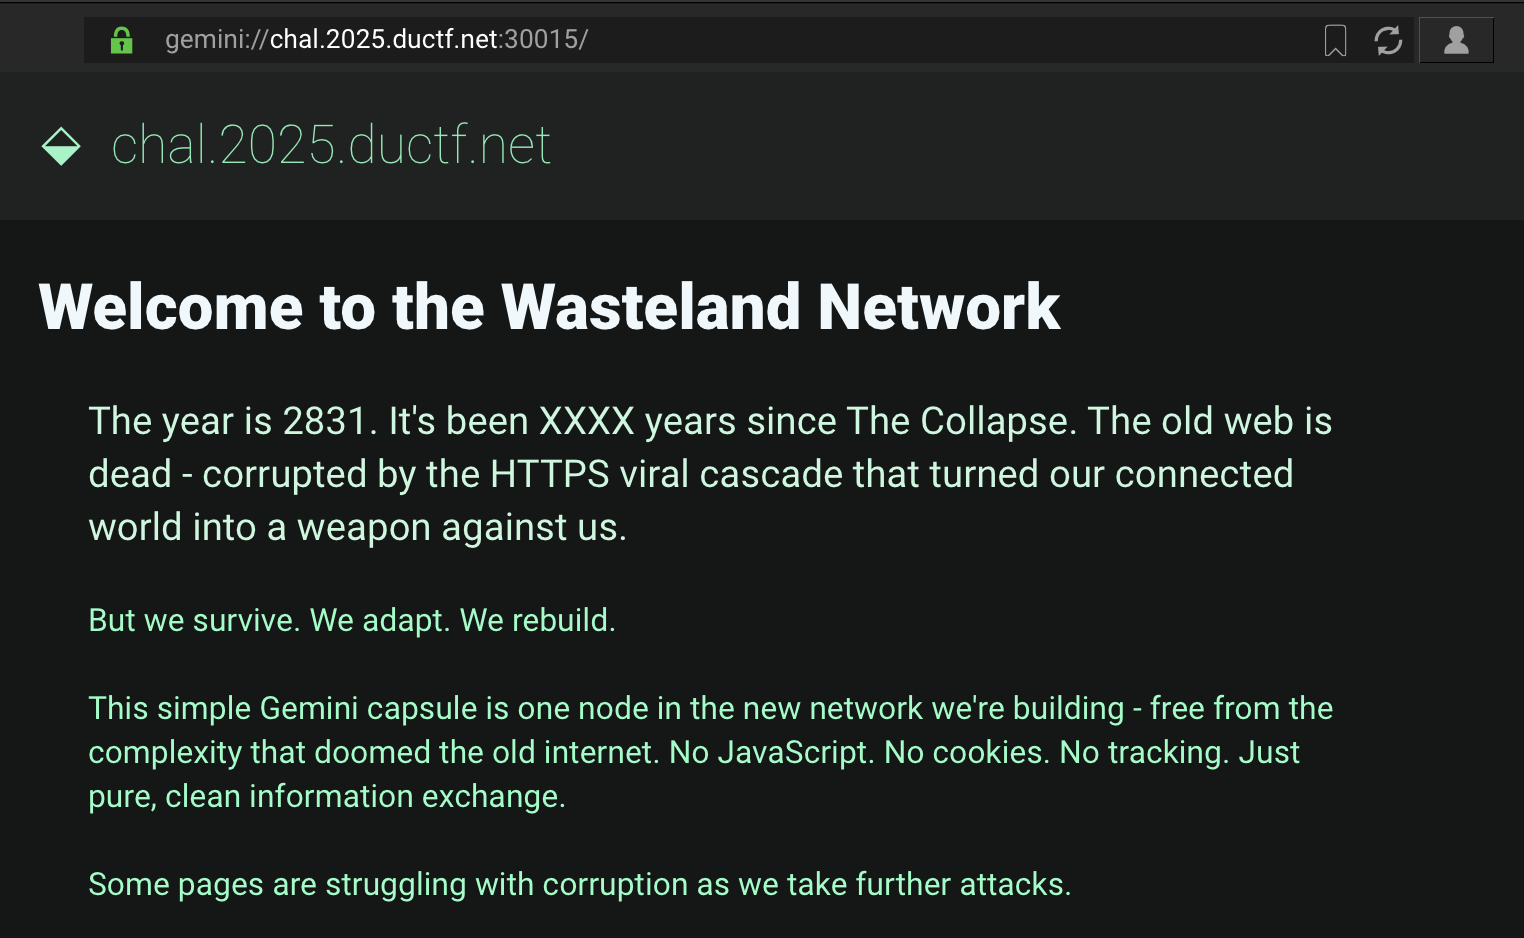 gemini://chal.2025.ductf.net:30015/
chal.2025.ductf.net
Welcome to the Wasteland Network
The year is 2831. It's been XXXX years since The Collapse. The old web is
dead - corrupted by the HTTPS viral cascade that turned our connected
world into a weapon against us.
But we survive. We adapt. We rebuild.
This simple Gemini capsule is one node in the new network we're building - free from the
complexity that doomed the old internet. No JavaScript. No cookies. No tracking. Just
pure, clean information exchange.
Some pages are struggling with corruption as we take further attacks.